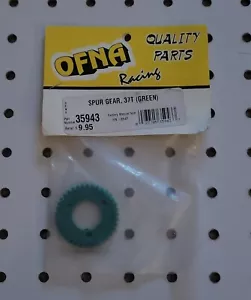 OFNA
Racing
QUALITY
PARTS
SPUR GEAR, 37T (GREEN)
35943
$ 9.95